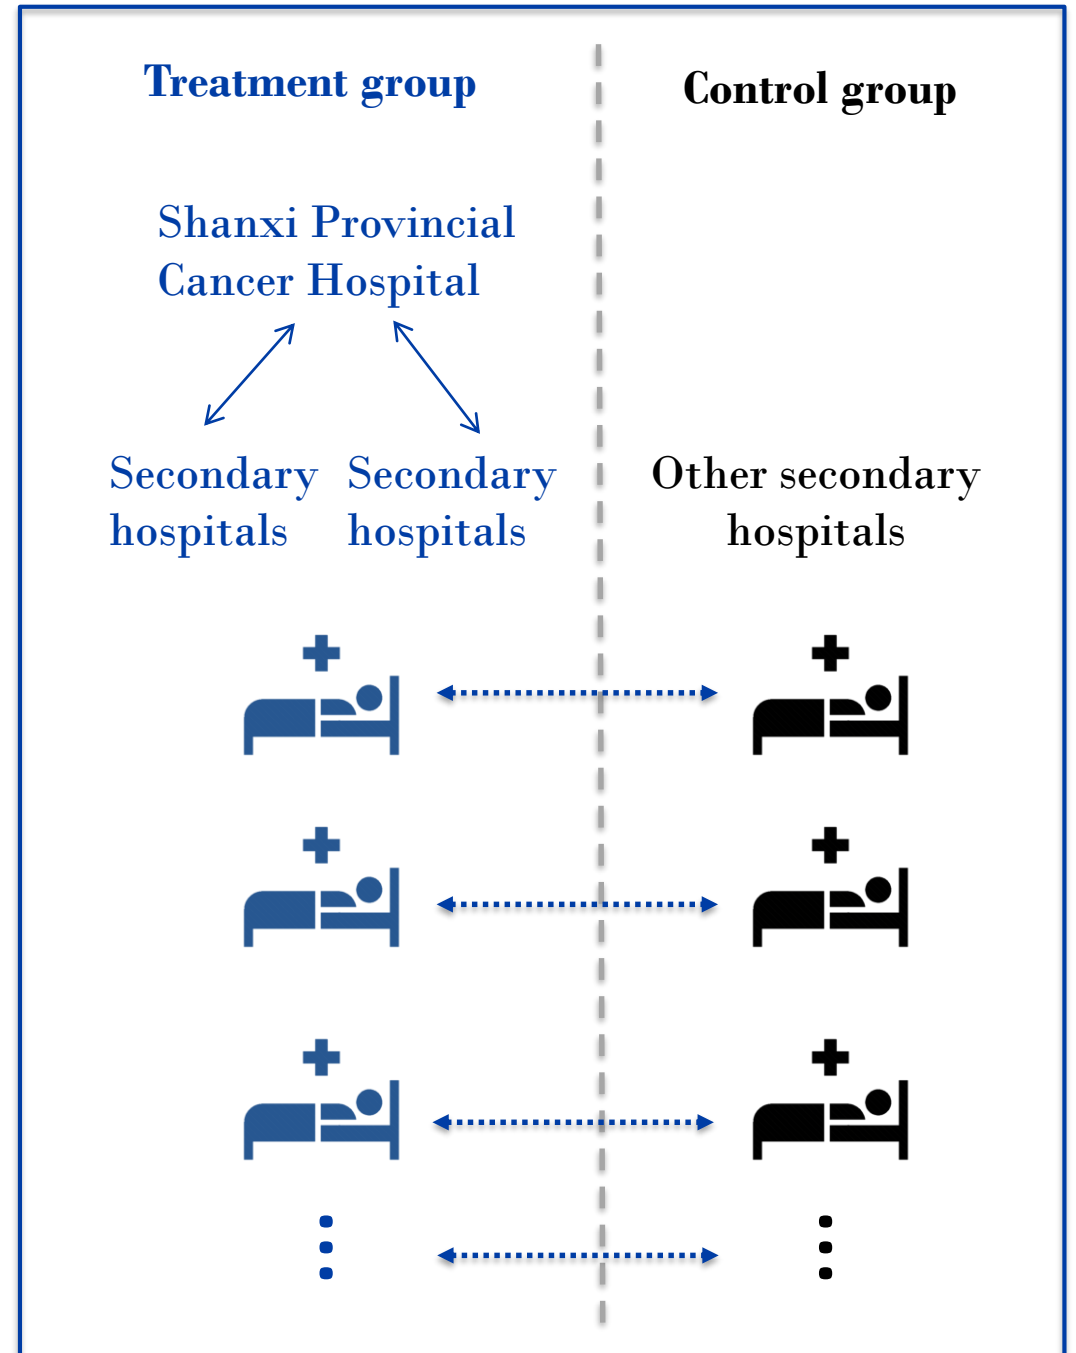 Treatment group
Control group
Shanxi Provincial
Cancer Hospital
Secondary
hospitals
Secondary
hospitals
Other secondary
hospitals